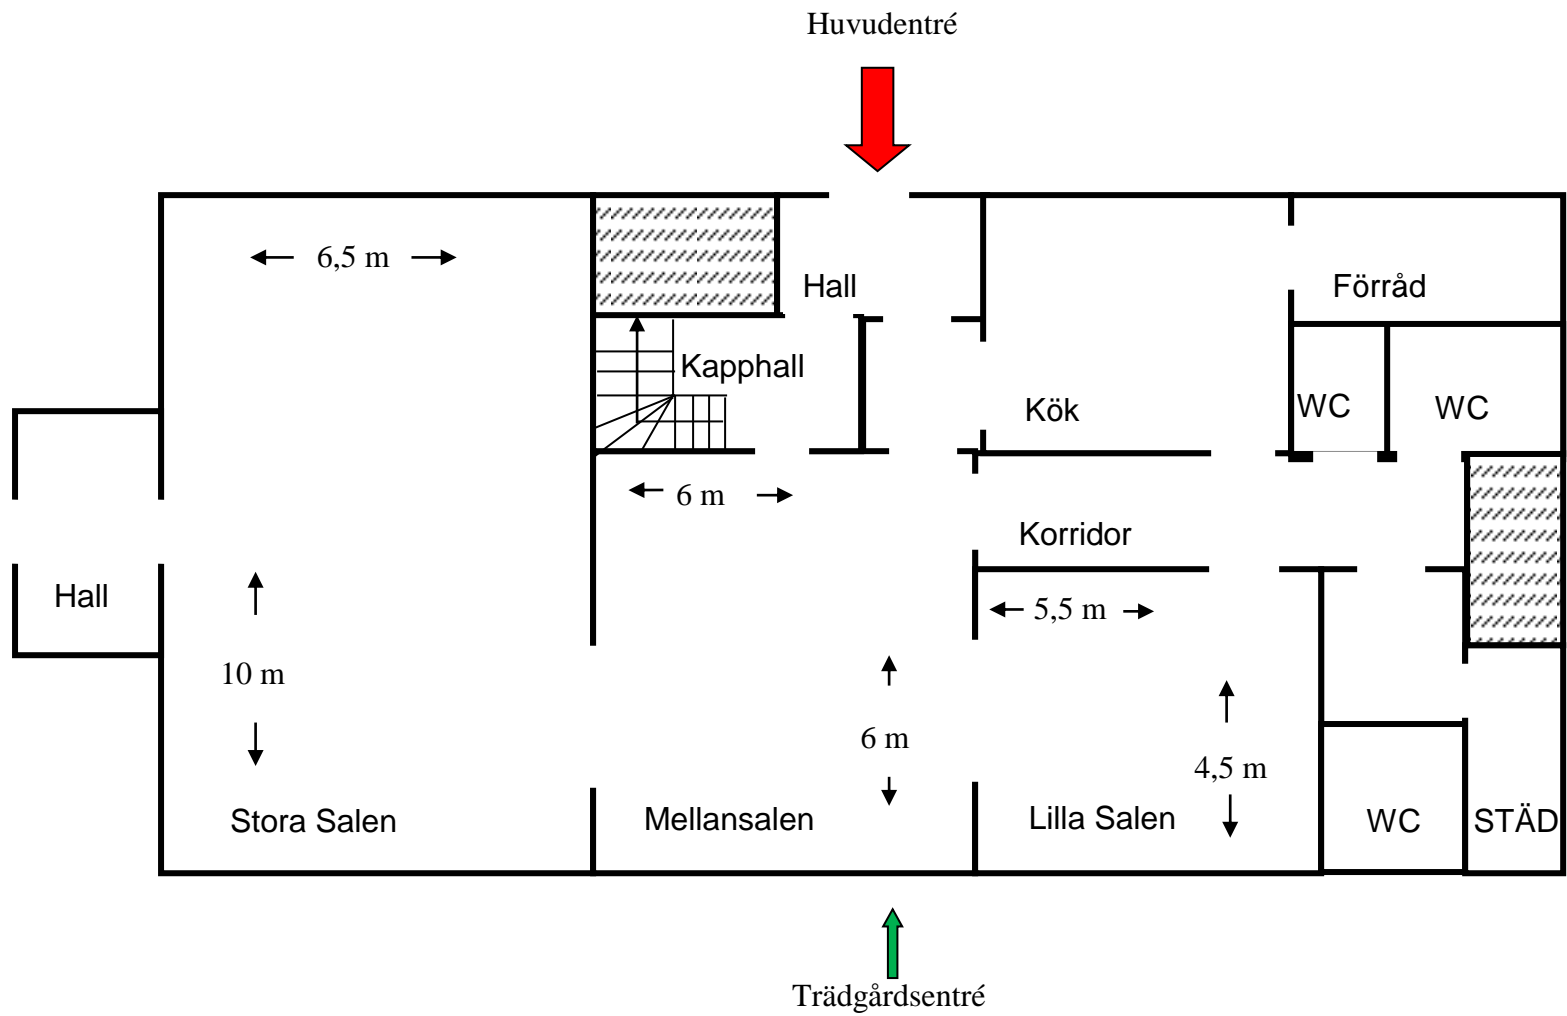 Huvudentré
6,5 m
Hall
Förråd
Kapphall
Kök
WC
WC
6 m
Korridor
Hall
5,5 m
10 m
6 m
4,5 m
Stora Salen
Mellansalen
Lilla Salen
WC
STÄD
Trädgårdsentré